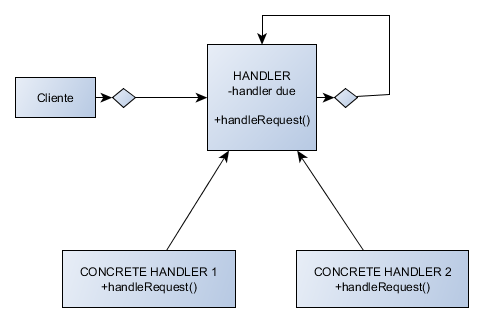 Cliente
HANDLER
-handler due
+handleRequest()
CONCRETE HANDLER 1
+handleRequest()
CONCRETE HANDLER 2
+handleRequest()